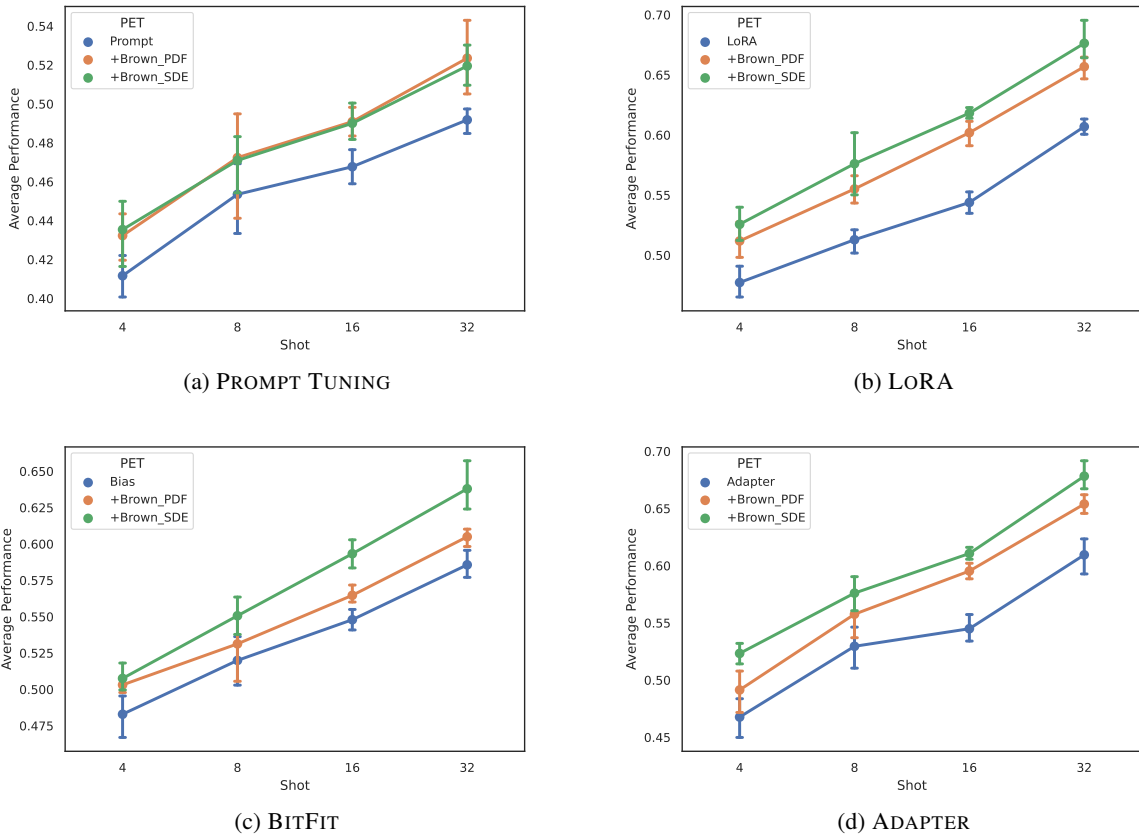 PET
Prompt
+Brown_PDF
+Brown_SDE
Average Performance
0.54
0.52
0.50
0.48
0.46
0.44
0.42
0.40
4 8 16 32
Shot
(a) PROMPT TUNING
PET
LoRA
+Brown_PDF
+Brown_SDE
Average Performance
0.70
0.65
0.60
0.55
0.50
4 8 16 32
Shot
(b) LORA
PET
Bias
+Brown_PDF
+Brown_SDE
Average Performance
0.650
0.625
0.600
0.575
0.550
0.525
0.500
0.475
4 8 16 32
Shot
(c) BITFIT
PET
Adapter
+Brown_PDF
+Brown_SDE
Average Performance
0.70
0.65
0.60
0.55
0.50
0.45
4 8 16 32
Shot
(d) ADAPTER